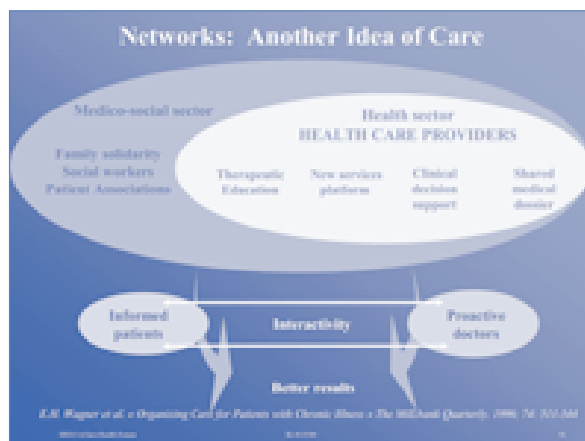 Networks: Another Idea of Care
Medico-social sector
Family solidarity
Social workers
Patient Associations
Health sector
HEALTH CARE PROVIDERS
Therapeutic
Education
New services
platform
Clinical
decision
support
Shared
medical
dossier
Informed
patients
Interactivity
Proactive
doctors
Better results
E.H. Wagner et al. « Organizing Care for Patients with Chronic Illness » The Milbank Quarterly. 1996; 74: 511-544